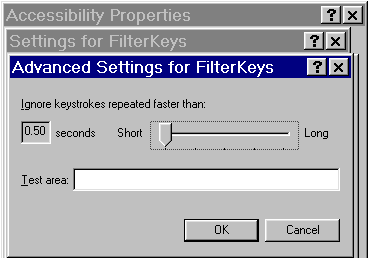 Accessibility Properties
Settings for FilterKeys
Advanced Settings for FilterKeys
Ignore keystrokes repeated faster than:
0.50 seconds Short Long
Test area:
OK Cancel